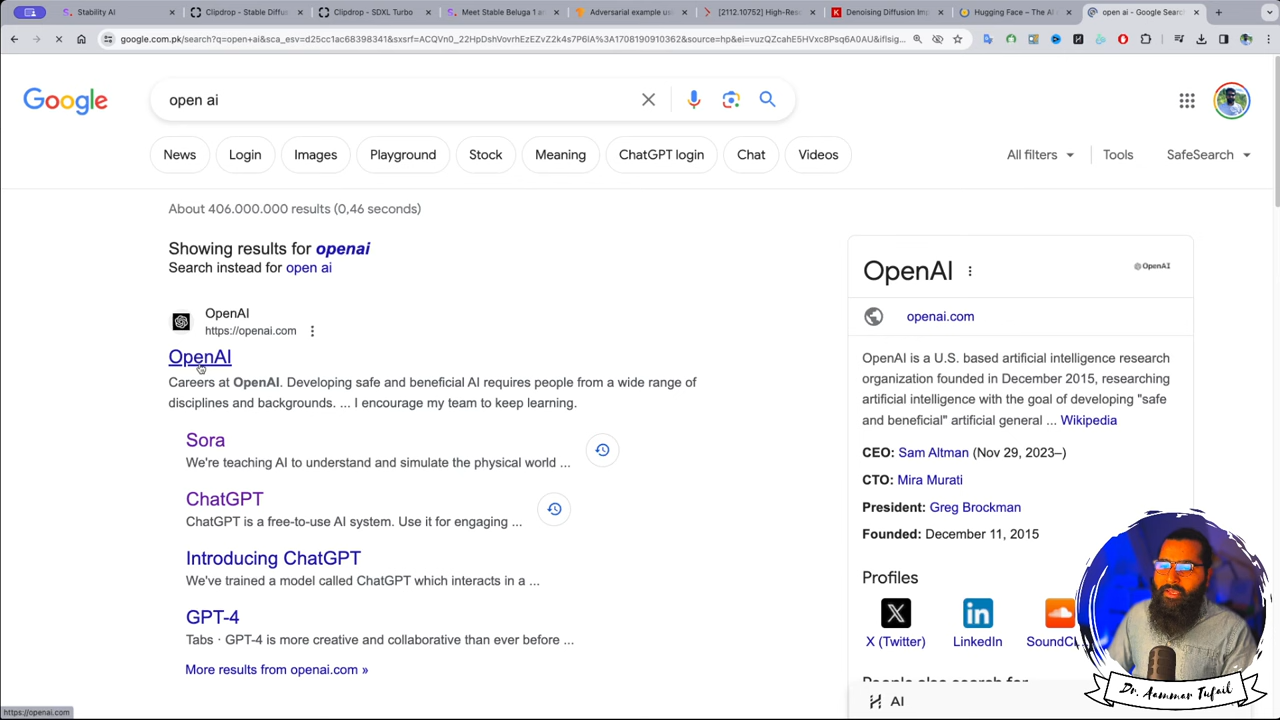 Stability AI
Clipdrop - Stable Diffus
Clipdrop - SDXL Turbo
Meet Stable Beluga 1 an
Adversarial example usi
[2112.10752] High-Res
Denoising Diffusion Imp
Hugging Face – The AI
open ai - Google Search
google.com.pk/search?q=open+ai&sca_esv=d25cc1ac68398341&sxsrf=
Google
open ai
News
Login
Images
Playground
Stock
Meaning
ChatGPT login
Chat
Videos
All filters
Tools
SafeSearch
About 406.000.000 results (0,46 seconds)
Showing results for openai
Search instead for open ai
OpenAI
https://openai.com
OpenAI
Careers at OpenAI. Developing safe and beneficial AI requires people from a wide range of
disciplines and backgrounds. ... I encourage my team to keep learning.
Sora
We're teaching AI to understand and simulate the physical world ...
ChatGPT
ChatGPT is a free-to-use AI system. Use it for engaging ...
Introducing ChatGPT
We've trained a model called ChatGPT which interacts in a ...
GPT-4
Tabs · GPT-4 is more creative and collaborative than ever before ...
More results from openai.com »
https://openai.com
OpenAI
OpenAI
openai.com
OpenAI is a U.S. based artificial intelligence research
organization founded in December 2015, researching
artificial intelligence with the goal of developing "safe
and beneficial" artificial general ... Wikipedia
CEO: Sam Altman (Nov 29, 2023–)
CTO: Mira Murati
President: Greg Brockman
Founded: December 11, 2015
Profiles
X (Twitter)
LinkedIn
SoundCl
AI
Dr. Aammar Tufail